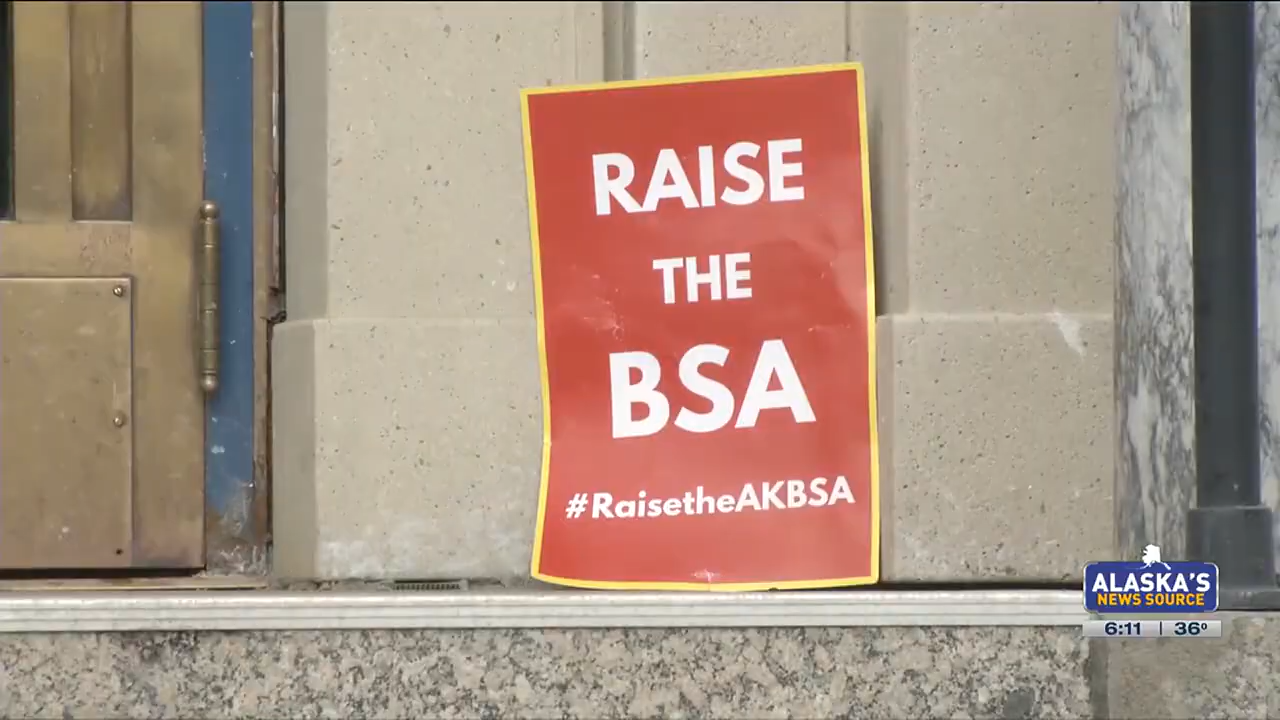 RAISE
THE
BSA
#RaisetheAKBSA
ALASKA'S
NEWS SOURCE
6:11 | 36°